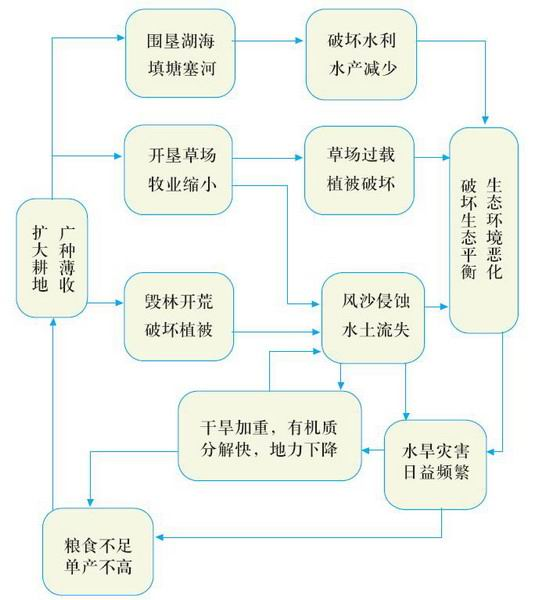 围垦湖海
填塘塞河
破坏水利
水产减少
开垦草场
牧业缩小
草场过载
植被破坏
生态环境恶化
破坏生态平衡
广种薄收
扩大耕地
毁林开荒
破坏植被
风沙侵蚀
水土流失
干旱加重，有机质
分解快，地力下降
水旱灾害
日益频繁
粮食不足
单产不高